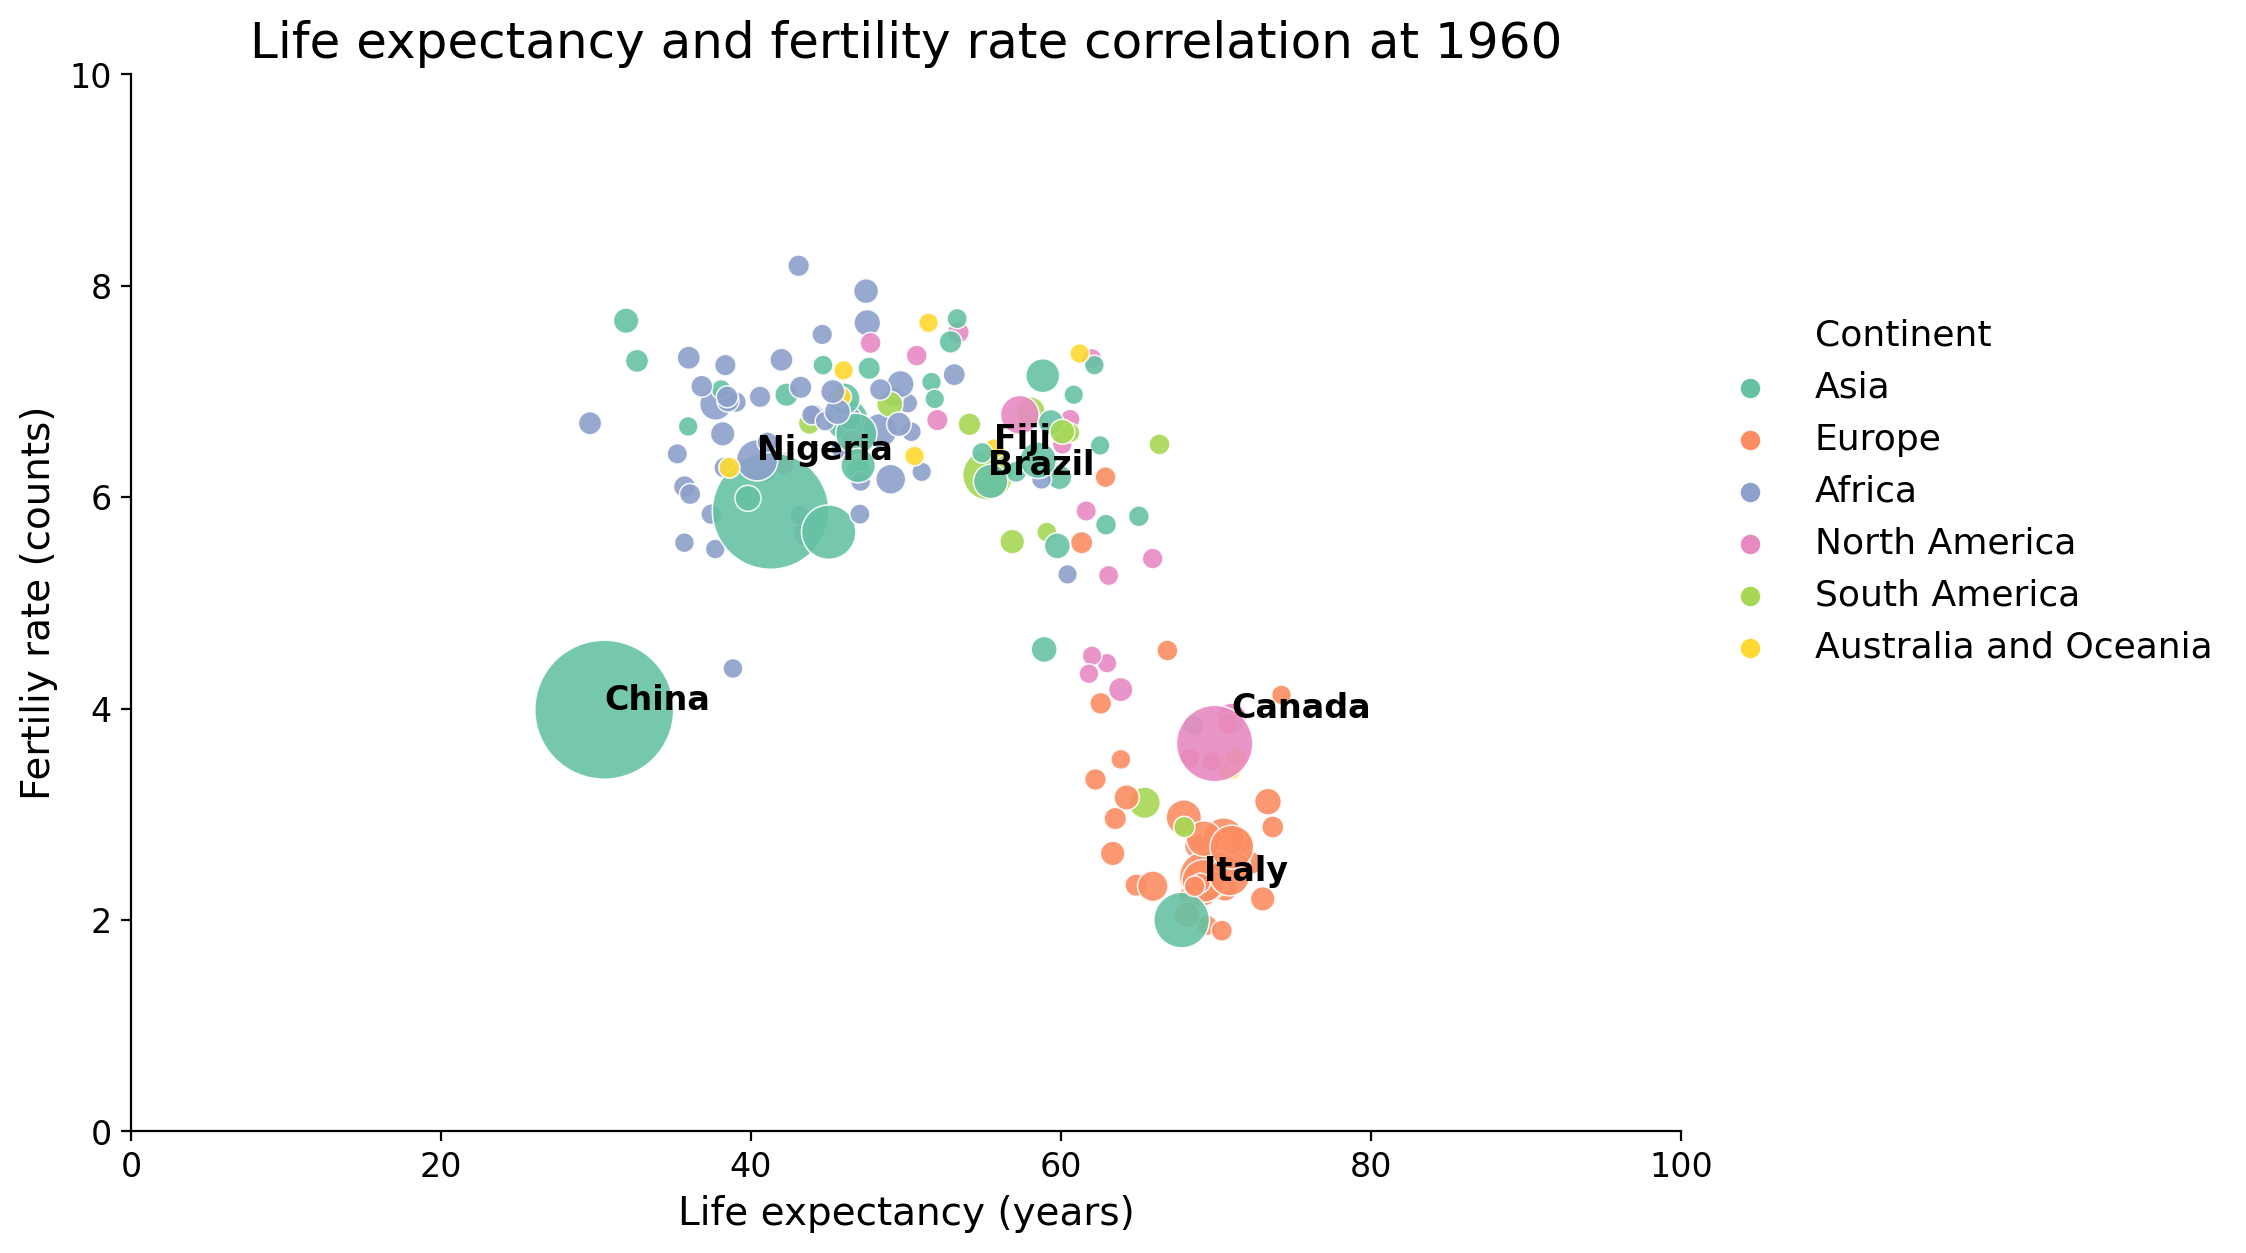 Life expectancy and fertility rate correlation at 1960
10
8
6
4
2
0
Fertiliy rate (counts)
0 20 40 60 80 100
Life expectancy (years)
Nigeria
Fiji
Brazil
China
Canada
Italy
Continent
Asia
Europe
Africa
North America
South America
Australia and Oceania